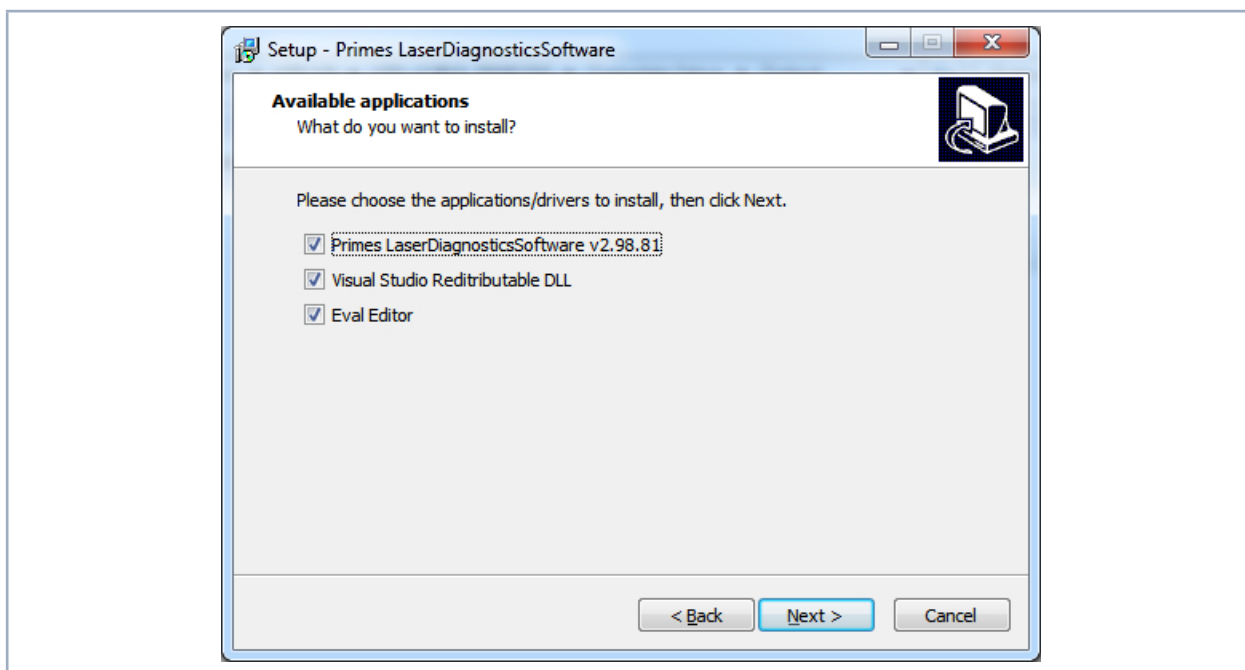 Setup - Primes LaserDiagnosticsSoftware
Available applications
What do you want to install?
Please choose the applications/drivers to install, then click Next.
Primes LaserDiagnosticsSoftware v2.98.81
Visual Studio Reditributable DLL
Eval Editor
< Back Next > Cancel